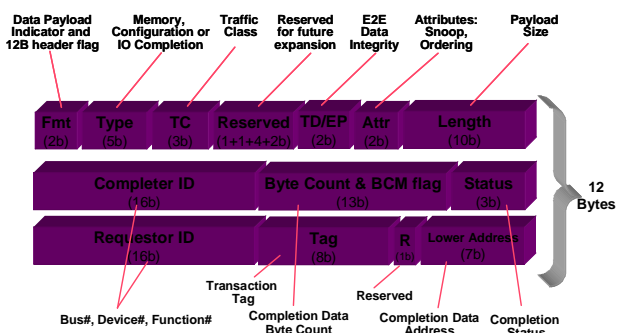 Data Payload
Indicator and
12B header flag
Memory,
Configuration or
IO Completion
Traffic
Class
Reserved
for future
expansion
E2E
Data
Integrity
Attributes:
Snoop,
Ordering
Payload
Size
Fmt
(2b)
Type
(5b)
TC
(3b)
Reserved
(1+1+4+2b)
TD/EP
(2b)
Attr
(2b)
Length
(10b)
Completer ID
(16b)
Byte Count & BCM flag
(13b)
Status
(3b)
12
Bytes
Requestor ID
(16b)
Tag
(8b)
R
(1b)
Lower Address
(7b)
Transaction
Tag
Reserved
Bus#, Device#, Function#
Completion Data
Byte Count
Completion Data
Address
Completion
Status